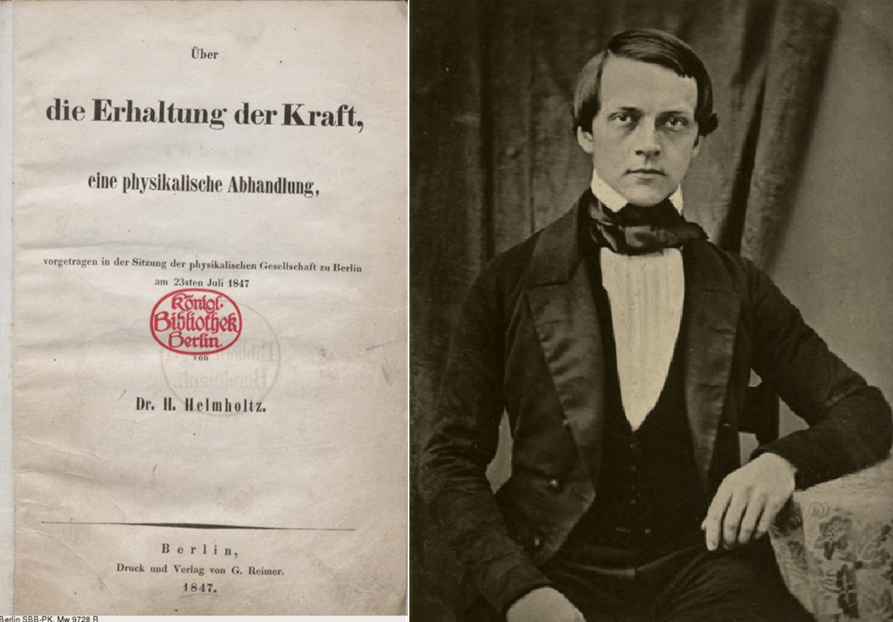 Über
die Erhaltung der Kraft,
eine physikalische Abhandlung,
vorgetragen in der Sitzung der physikalischen Gesellschaft zu Berlin
am 23sten Juli 1847
Königl.
Bibliothek
Berlin.
von
Dr. H. Helmholtz.
Berlin,
Druck und Verlag von G. Reimer.
1847.
Berlin SBB-PK, Mw 9728 R